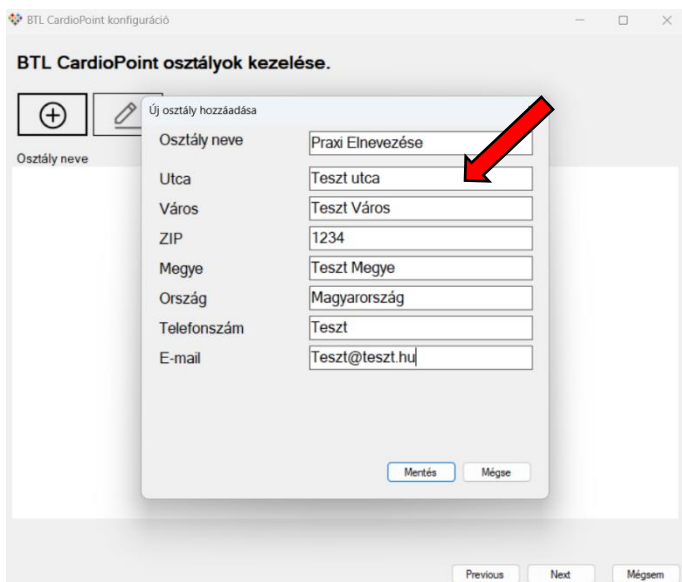 BTL CardioPoint konfiguráció
BTL CardioPoint osztályok kezelése.
Új osztály hozzáadása
Osztály neve
Osztály neve Praxi Elnevezése
Utca Teszt utca
Város Teszt Város
ZIP 1234
Megye Teszt Megye
Ország Magyarország
Telefonszám Teszt
E-mail Teszt@teszt.hu
Mentés Mégse
Previous Next Mégsem